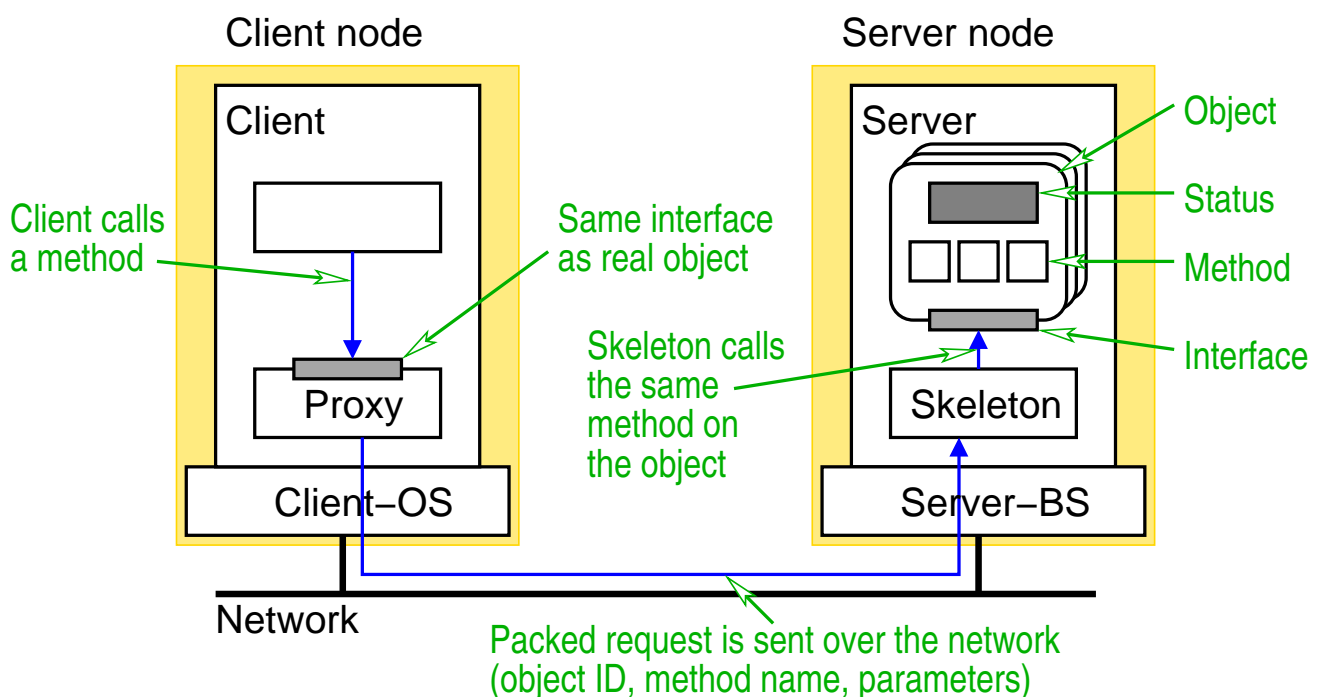 Client node
Server node
Client
Server
Object
Status
Method
Interface
Client calls
a method
Same interface
as real object
Skeleton calls
the same
method on
the object
Proxy
Skeleton
Client–OS
Server–BS
Network
Packed request is sent over the network
(object ID, method name, parameters)